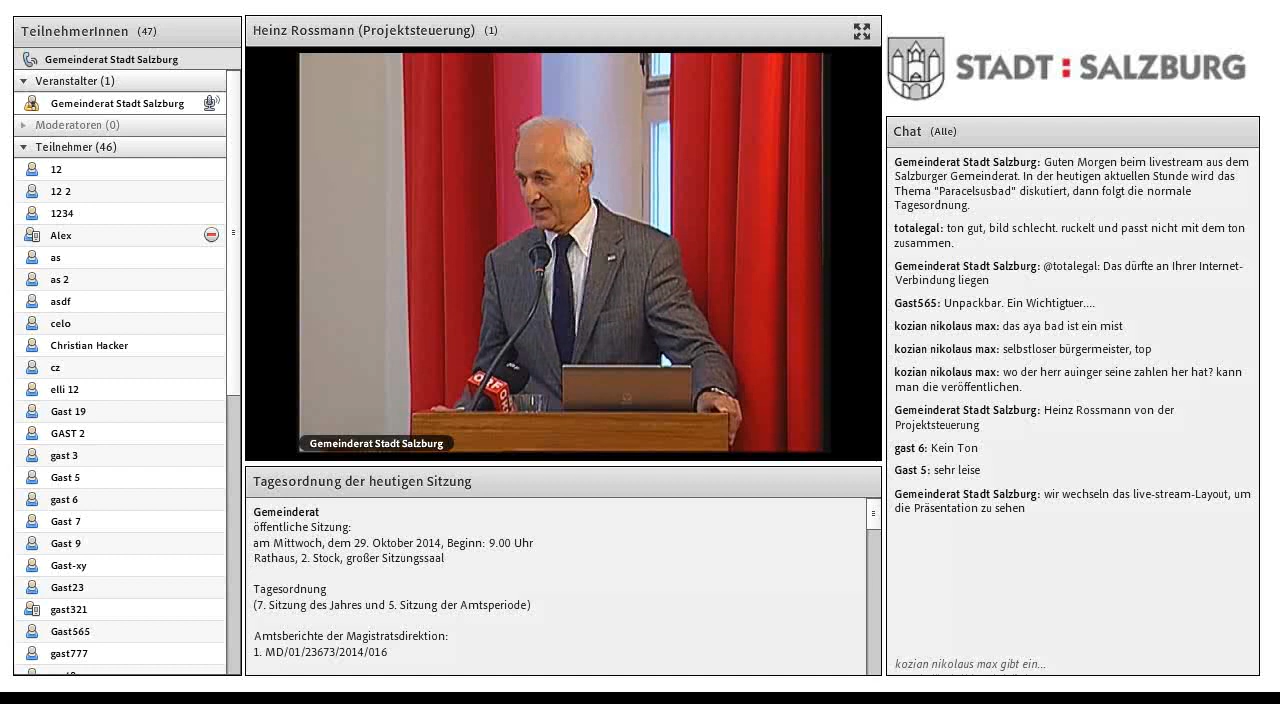 TeilnehmerInnen (47)
Gemeinderat Stadt Salzburg
Veranstalter (1)
Gemeinderat Stadt Salzburg
Moderatoren (0)
Teilnehmer (46)
12
12 2
1234
Alex
as
as 2
asdf
celo
Christian Hacker
cz
elli 12
Gast 19
GAST 2
gast 3
Gast 5
gast 6
Gast 7
Gast 9
Gast-xy
Gast23
gast321
Gast565
gast777
Heinz Rossmann (Projektsteuerung) (1)
ORF
Gemeinderat Stadt Salzburg
Tagesordnung der heutigen Sitzung
Gemeinderat
öffentliche Sitzung:
am Mittwoch, dem 29. Oktober 2014, Beginn: 9.00 Uhr
Rathaus, 2. Stock, großer Sitzungssaal
Tagesordnung
(7. Sitzung des Jahres und 5. Sitzung der Amtsperiode)
Amtsberichte der Magistratsdirektion:
1. MD/01/23673/2014/016
STADT : SALZBURG
Chat (Alle)
Gemeinderat Stadt Salzburg: Guten Morgen beim livestream aus dem
Salzburger Gemeinderat. In der heutigen aktuellen Stunde wird das
Thema "Paracelsusbad" diskutiert, dann folgt die normale
Tagesordnung.
totalegal: ton gut, bild schlecht. ruckelt und passt nicht mit dem ton
zusammen.
Gemeinderat Stadt Salzburg: @totalegal: Das dürfte an Ihrer Internet-
Verbindung liegen
Gast565: Unpackbar. Ein Wichtigtuer....
kozian nikolaus max: das aya bad ist ein mist
kozian nikolaus max: selbstloser bürgermeister, top
kozian nikolaus max: wo der herr auinger seine zahlen her hat? kann
man die veröffentlichen.
Gemeinderat Stadt Salzburg: Heinz Rossmann von der
Projektsteuerung
gast 6: Kein Ton
Gast 5: sehr leise
Gemeinderat Stadt Salzburg: wir wechseln das live-stream-Layout, um
die Präsentation zu sehen
kozian nikolaus max gibt ein...